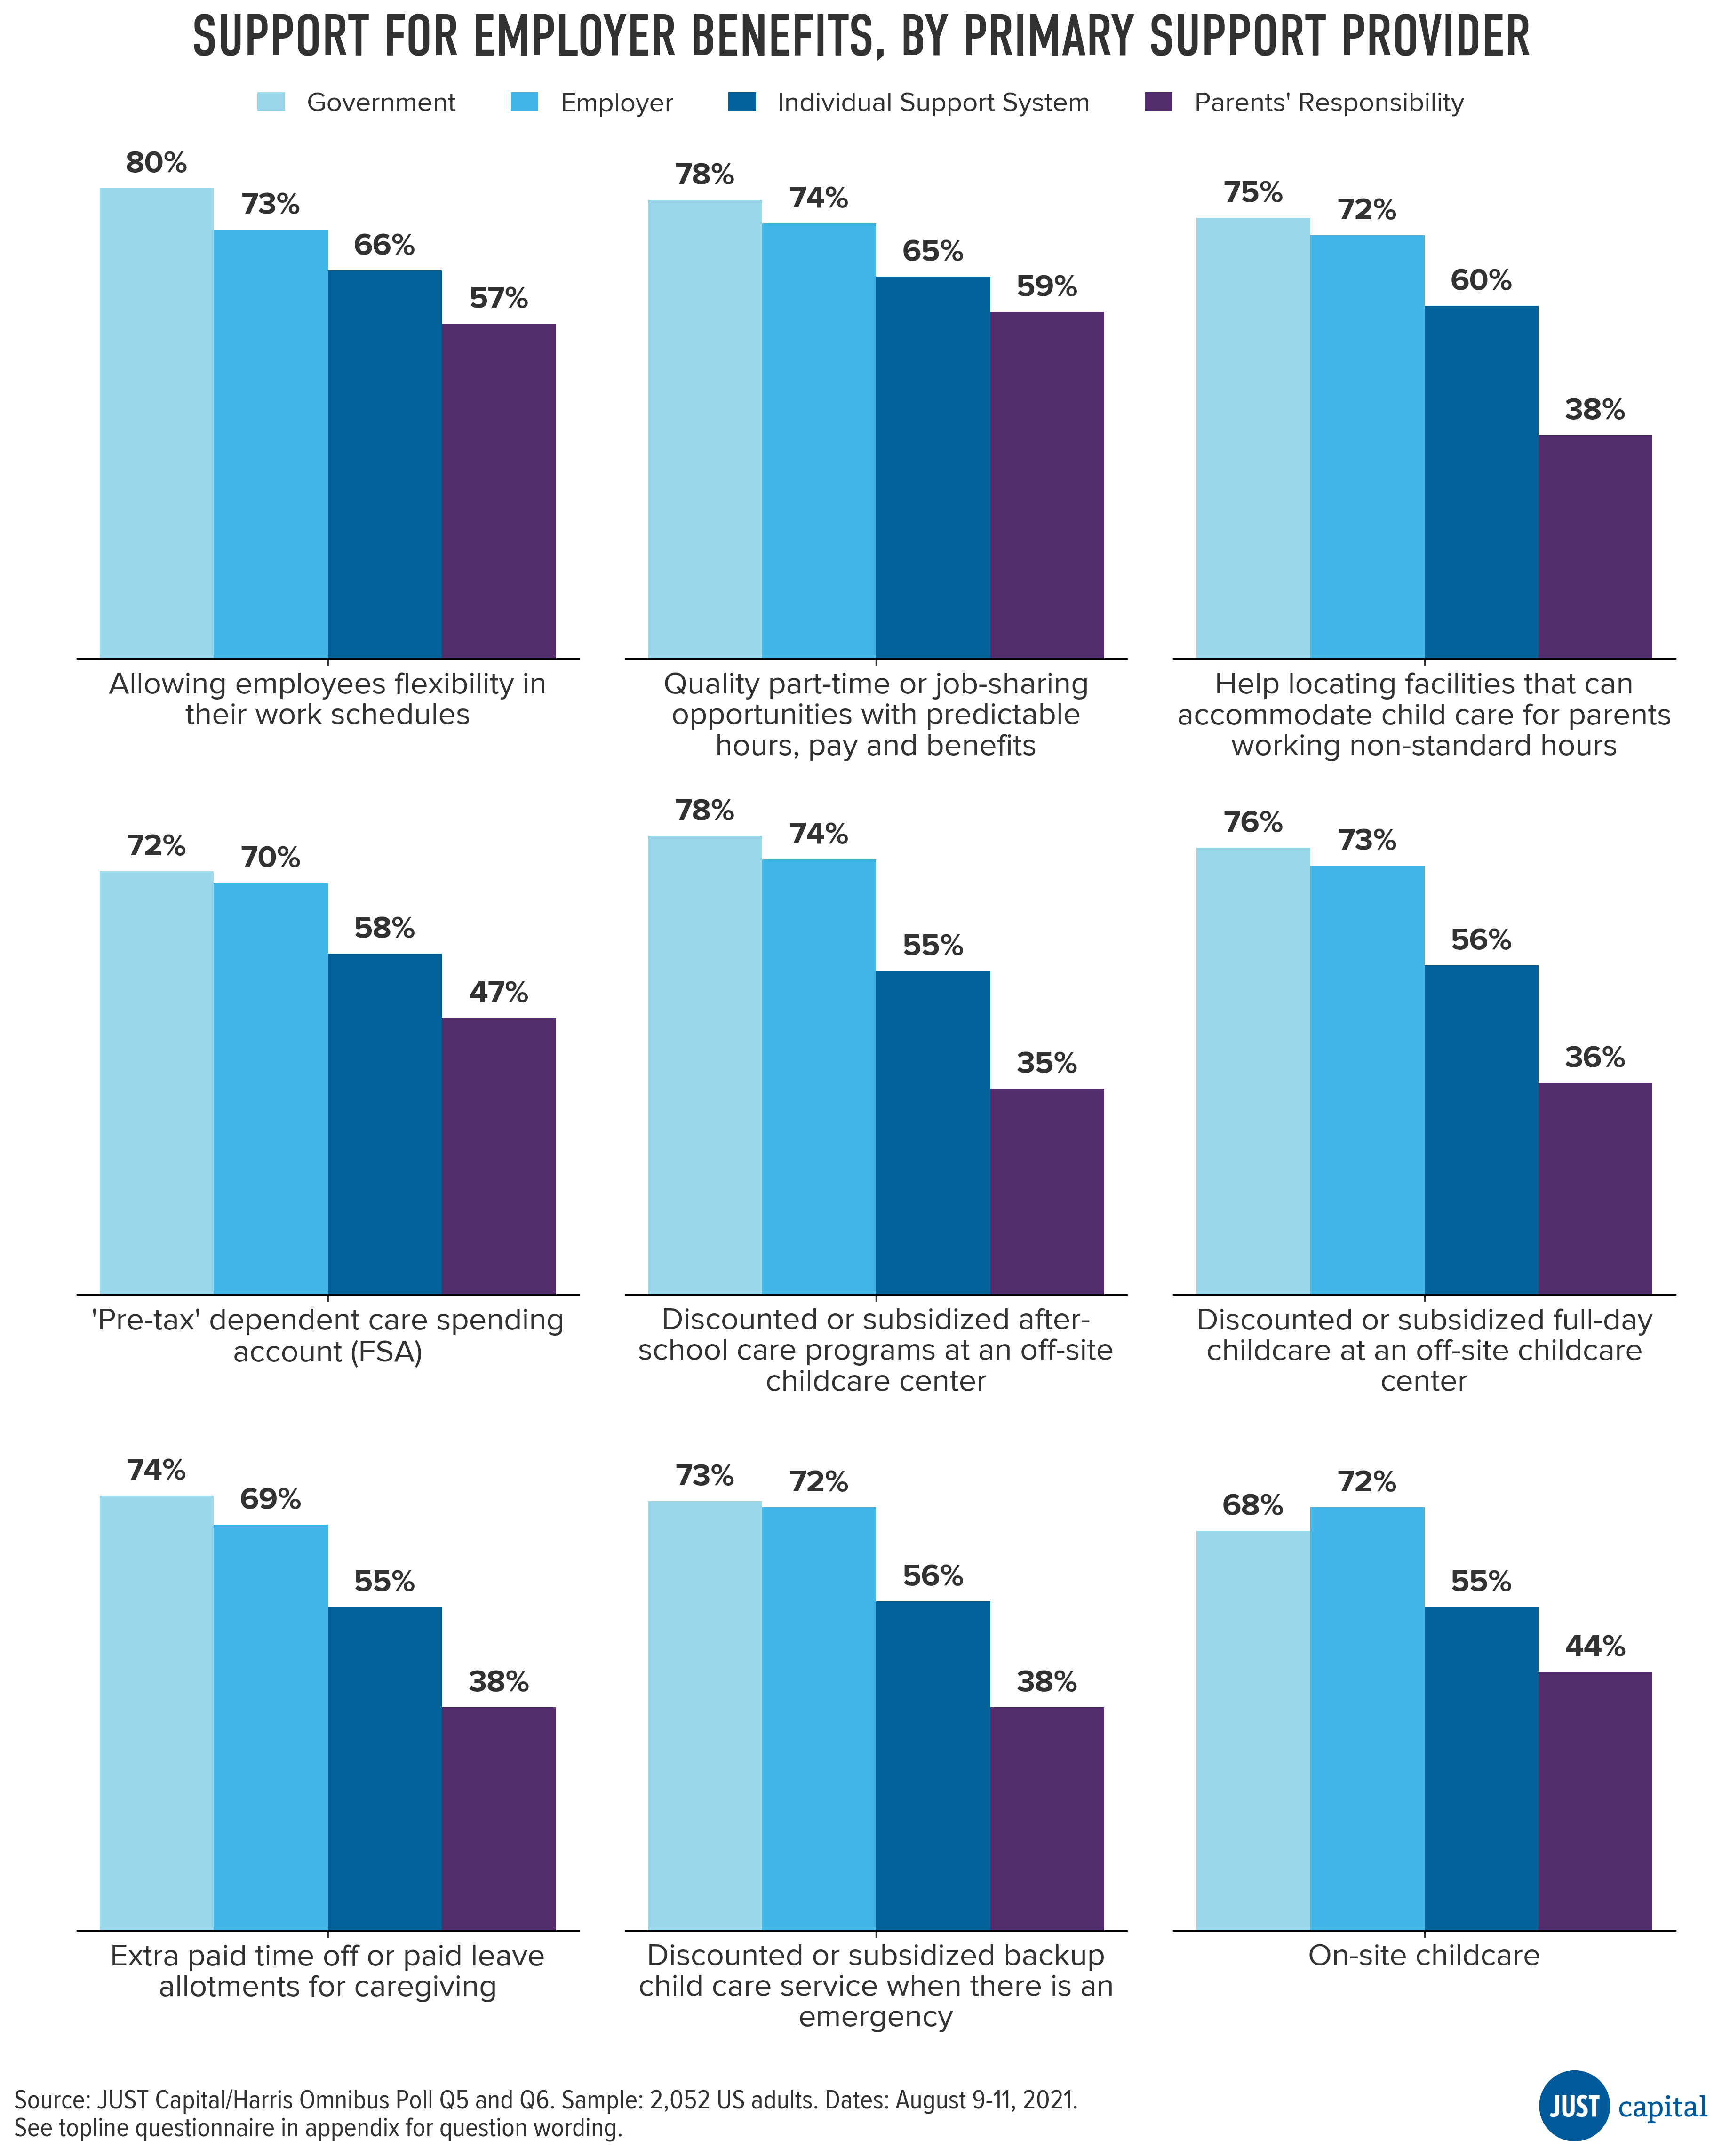 SUPPORT FOR EMPLOYER BENEFITS, BY PRIMARY SUPPORT PROVIDER
Government Employer Individual Support System Parents' Responsibility
80% 73% 66% 57%
78% 74% 65% 59%
75% 72% 60% 38%
Allowing employees flexibility in
their work schedules
Quality part-time or job-sharing
opportunities with predictable
hours, pay and benefits
Help locating facilities that can
accommodate child care for parents
working non-standard hours
72% 70% 58% 47%
78% 74% 55% 35%
76% 73% 56% 36%
'Pre-tax' dependent care spending
account (FSA)
Discounted or subsidized after-
school care programs at an off-site
childcare center
Discounted or subsidized full-day
childcare at an off-site childcare
center
74% 69% 55% 38%
73% 72% 56% 38%
68% 72% 55% 44%
Extra paid time off or paid leave
allotments for caregiving
Discounted or subsidized backup
child care service when there is an
emergency
On-site childcare
Source: JUST Capital/Harris Omnibus Poll Q5 and Q6. Sample: 2,052 US adults. Dates: August 9-11, 2021.
See topline questionnaire in appendix for question wording.
JUST capital